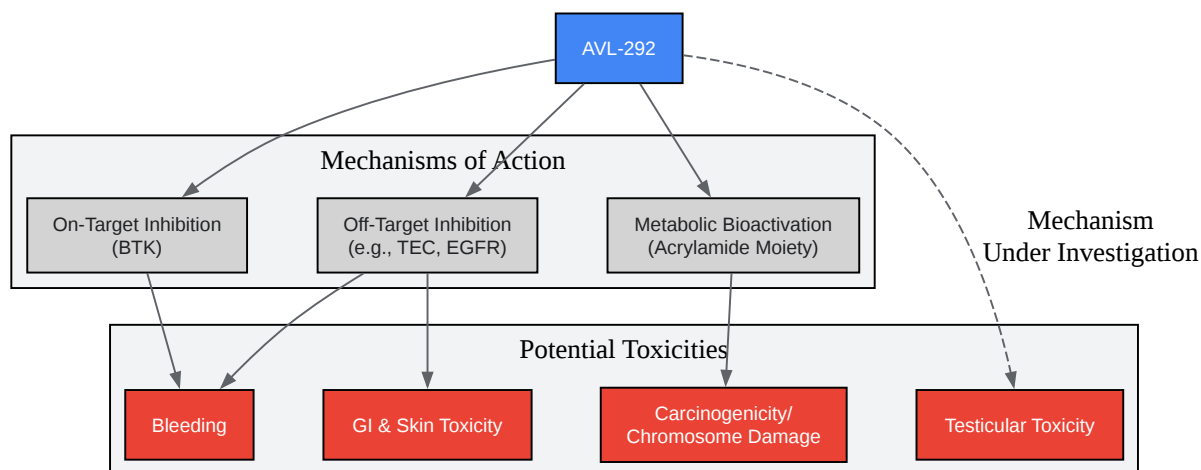 AVL-292
Mechanisms of Action
On-Target Inhibition
(BTK)
Off-Target Inhibition
(e.g., TEC, EGFR)
Metabolic Bioactivation
(Acrylamide Moiety)
Mechanism
Under Investigation
Potential Toxicities
Bleeding
GI & Skin Toxicity
Carcinogenicity/
Chromosome Damage
Testicular Toxicity